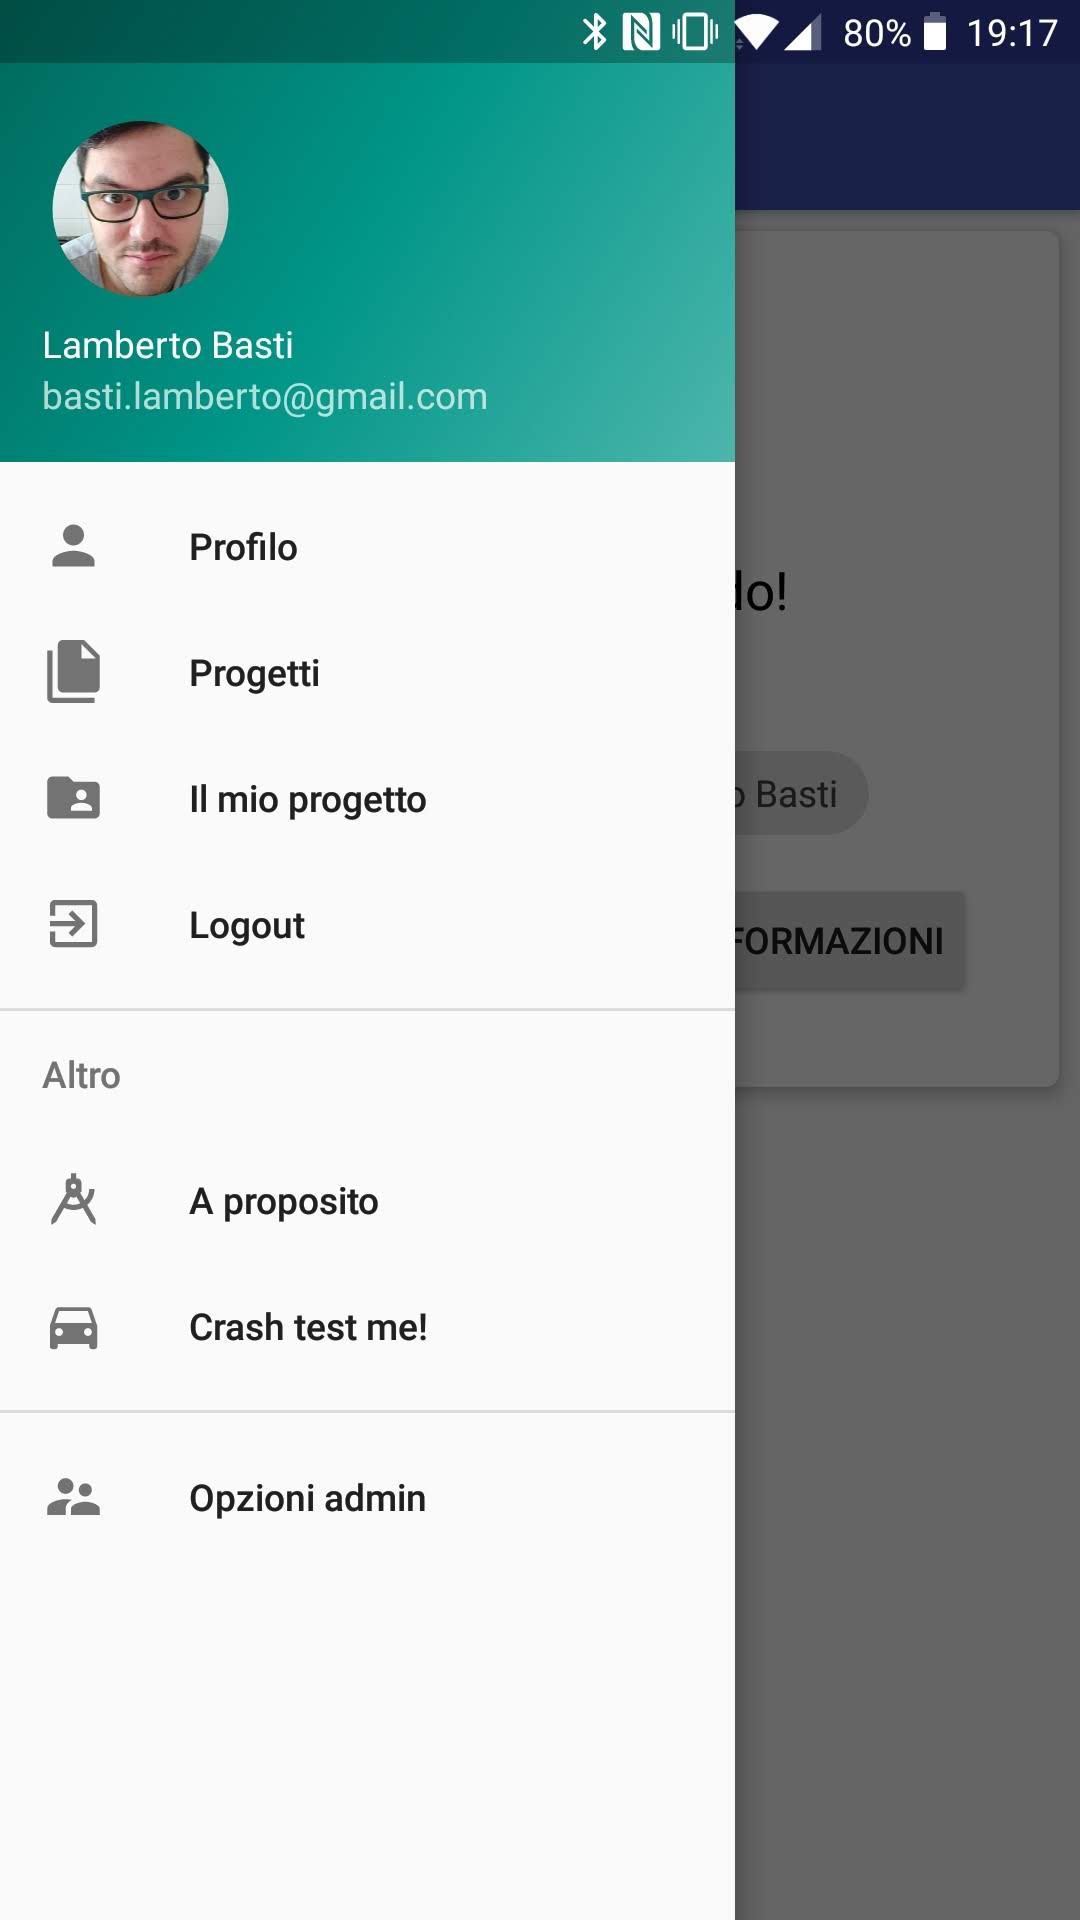 80% 19:17
Lamberto Basti
basti.lamberto@gmail.com
Profilo
do!
Progetti
Il mio progetto
o Basti
Logout
FORMAZIONI
Altro
A proposito
Crash test me!
Opzioni admin